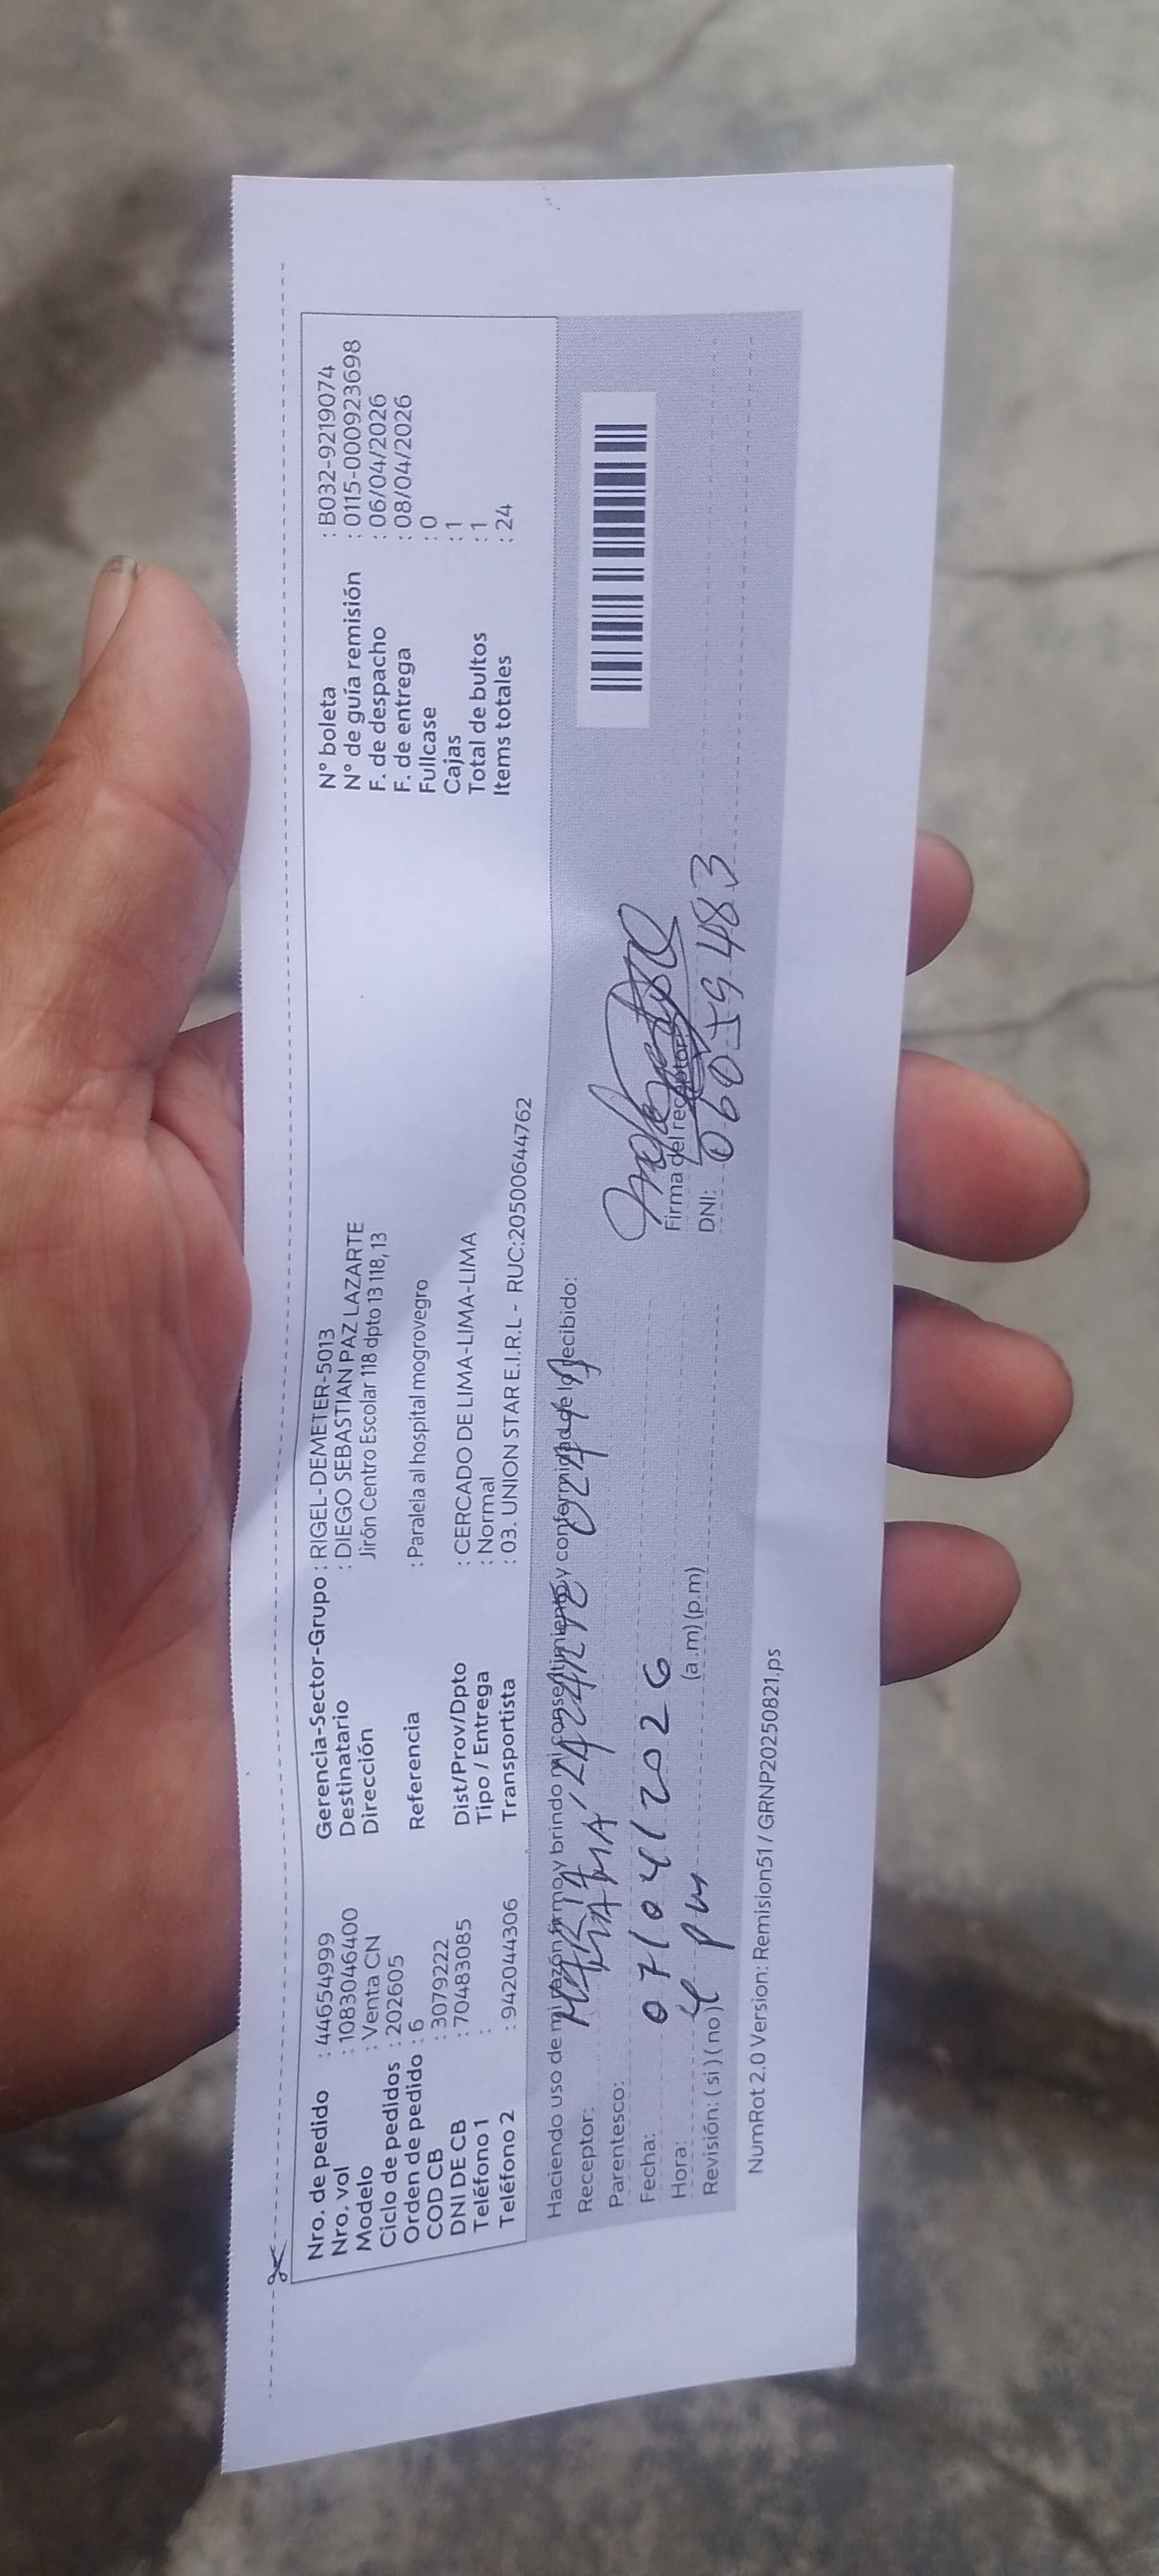 Nro. de pedido : 44654999
Nro. vol : 1083046400
Modelo : Venta CN
Ciclo de pedidos : 202605
Orden de pedido : 6
COD CB : 3079222
DNI DE CB : 70483085
Teléfono 1 :
Teléfono 2 : 942044306
Gerencia-Sector-Grupo : RIGEL-DEMETER-5013
Destinatario : DIEGO SEBASTIAN PAZ LAZARTE
Dirección Jirón Centro Escolar 118 dpto 13 118, 13
Referencia : Paralela al hospital mogrovegro
Dist/Prov/Dpto : CERCADO DE LIMA-LIMA-LIMA
Tipo / Entrega : Normal
Transportista : 03. UNION STAR E.I.R.L - RUC:20500644762
N° boleta : B032-9219074
N° de guía remisión : 0115-000923698
F. de despacho : 06/04/2026
F. de entrega : 08/04/2026
Fullcase : 0
Cajas : 1
Total de bultos : 1
Items totales : 24
Haciendo uso de mi razón firmo y brindo mi consentimiento y conformidad de lo recibido:
Receptor: MARIA LAZARTE
Parentesco: MAMA
Fecha: 07/04/2026
Hora: 4 pm (a.m) (p.m)
Revisión: ( si ) ( no )
Firma del receptor:
DNI: 06059483
NumRot 2.0 Version: Remision51 / GRNP20250821.ps